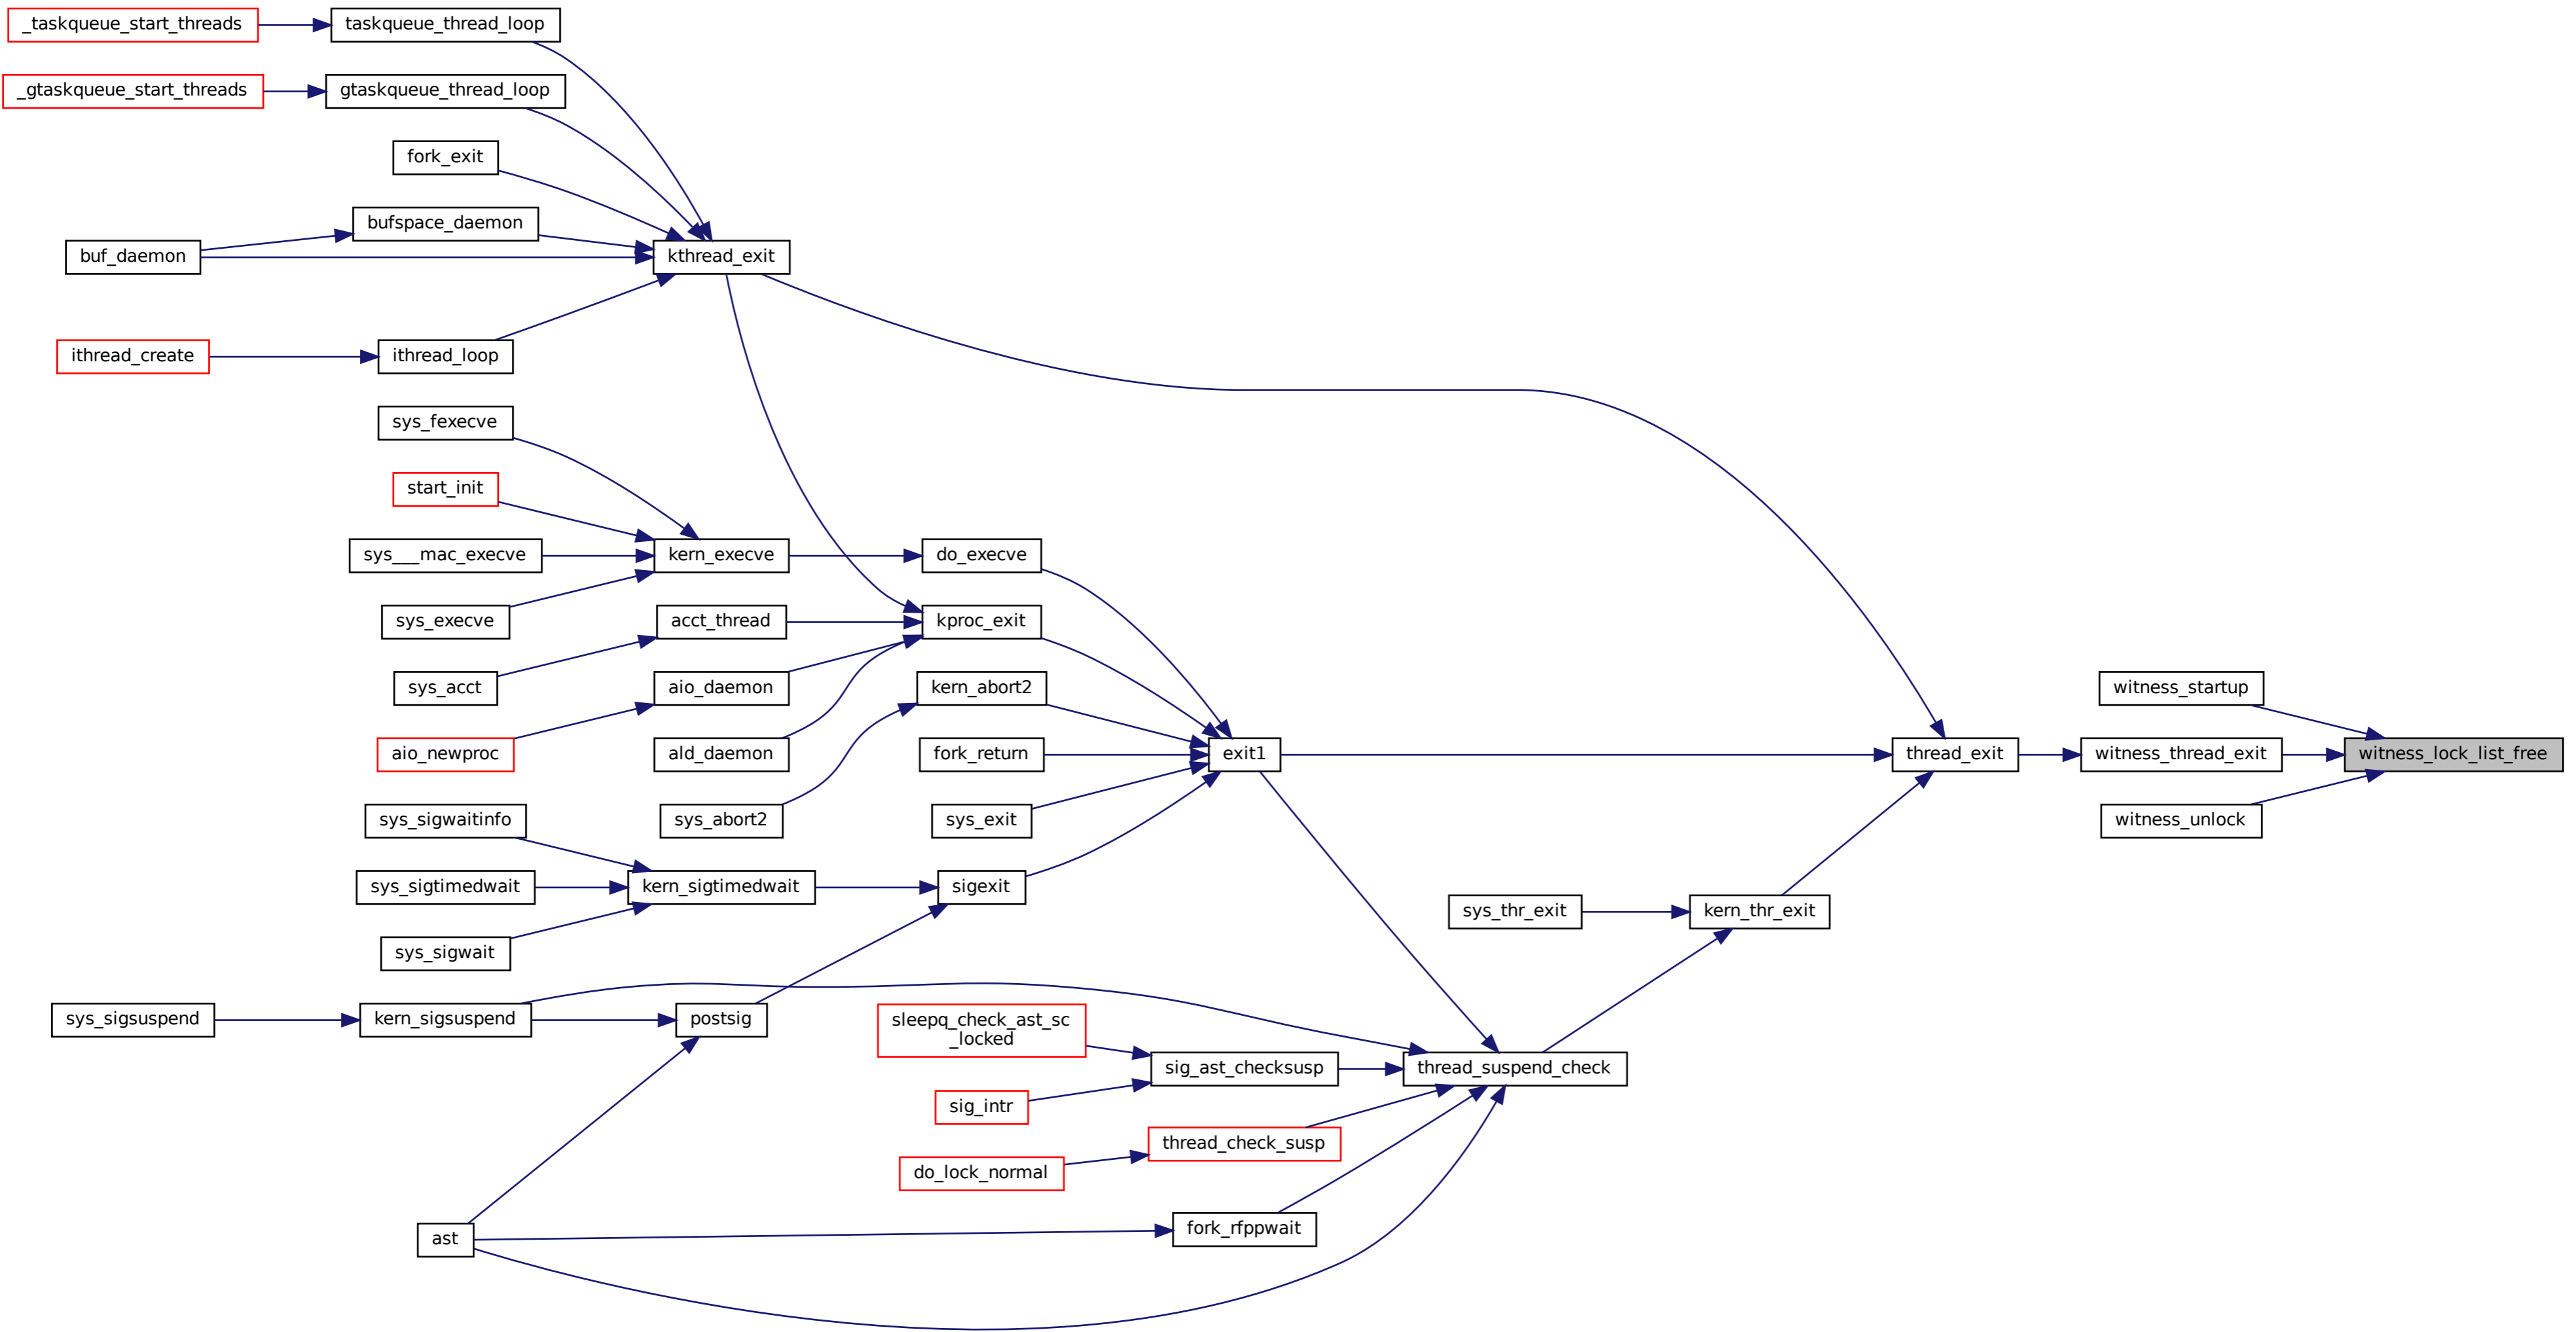 _taskqueue_start_threads
taskqueue_thread_loop
_gtaskqueue_start_threads
gtaskqueue_thread_loop
fork_exit
bufspace_daemon
buf_daemon
kthread_exit
ithread_create
ithread_loop
sys_fexecve
start_init
sys___mac_execve
kern_execve
do_execve
sys_execve
acct_thread
kproc_exit
sys_acct
aio_daemon
kern_abort2
witness_startup
aio_newproc
ald_daemon
fork_return
exit1
thread_exit
witness_thread_exit
witness_lock_list_free
sys_sigwaitinfo
sys_abort2
sys_exit
witness_unlock
sys_sigtimedwait
kern_sigtimedwait
sigexit
sys_thr_exit
kern_thr_exit
sys_sigwait
sys_sigsuspend
kern_sigsuspend
postsig
sleepq_check_ast_sc
_locked
sig_ast_checksusp
thread_suspend_check
sig_intr
thread_check_susp
do_lock_normal
ast
fork_rfppwait